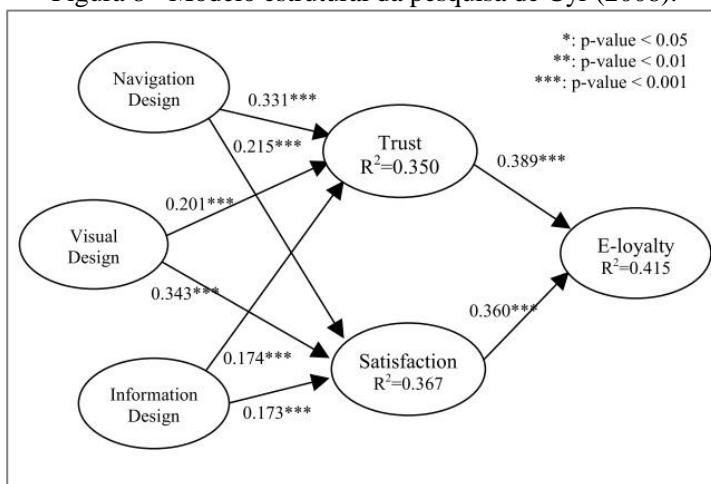 Figura 8 - Modelo estrutural da pesquisa de Cyr (2008).
*: p-value < 0.05
**: p-value < 0.01
***: p-value < 0.001
Navigation
Design
0.331***
0.215***
Trust
R²=0.350
0.389***
0.201***
Visual
Design
E-loyalty
R²=0.415
0.343***
0.360***
0.174***
Satisfaction
R²=0.367
Information
Design
0.173***